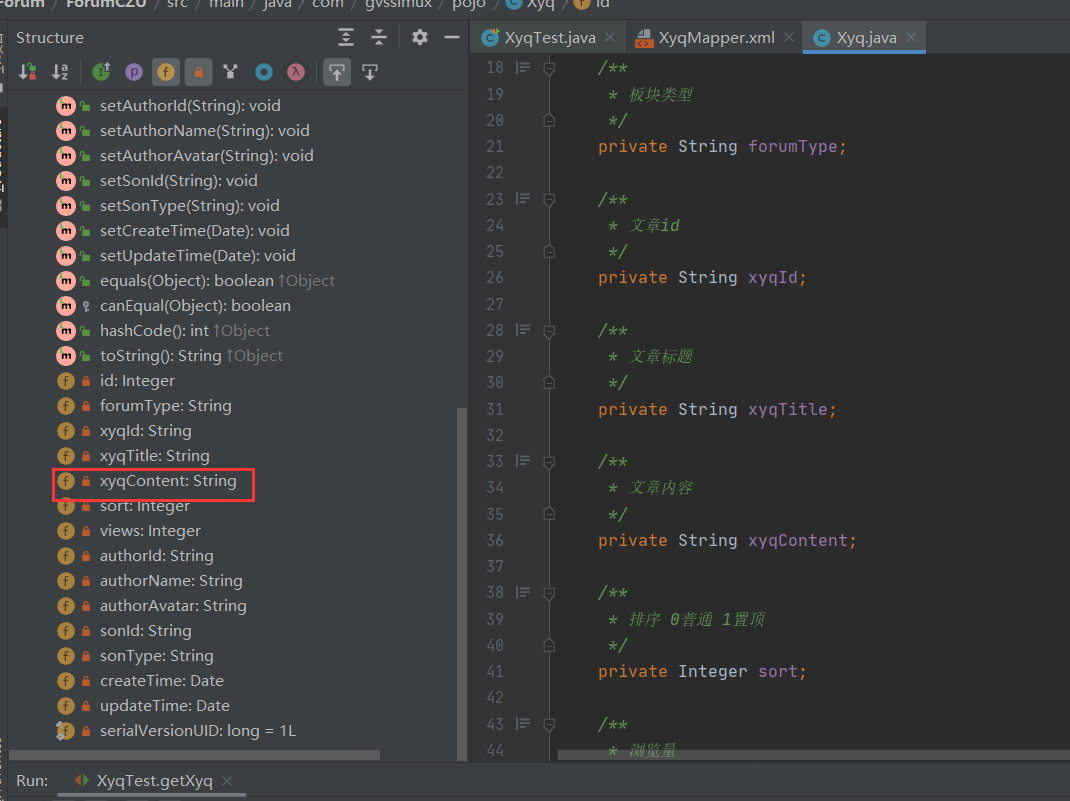 Forum / ForumCZU / src / main / java / com / gvssimux / pojo / Xyq / id
Structure
XyqTest.java
XyqMapper.xml
Xyq.java
setAuthorId(String): void
setAuthorName(String): void
setAuthorAvatar(String): void
setSonId(String): void
setSonType(String): void
setCreateTime(Date): void
setUpdateTime(Date): void
equals(Object): boolean ↑Object
canEqual(Object): boolean
hashCode(): int ↑Object
toString(): String ↑Object
id: Integer
forumType: String
xyqId: String
xyqTitle: String
xyqContent: String
sort: Integer
views: Integer
authorId: String
authorName: String
authorAvatar: String
sonId: String
sonType: String
createTime: Date
updateTime: Date
serialVersionUID: long = 1L
18 /**
19 * 板块类型
20 */
21 private String forumType;
22
23 /**
24 * 文章id
25 */
26 private String xyqId;
27
28 /**
29 * 文章标题
30 */
31 private String xyqTitle;
32
33 /**
34 * 文章内容
35 */
36 private String xyqContent;
37
38 /**
39 * 排序 0普通 1置顶
40 */
41 private Integer sort;
42
43 /**
44 * 浏览量
Run: XyqTest.getXyq